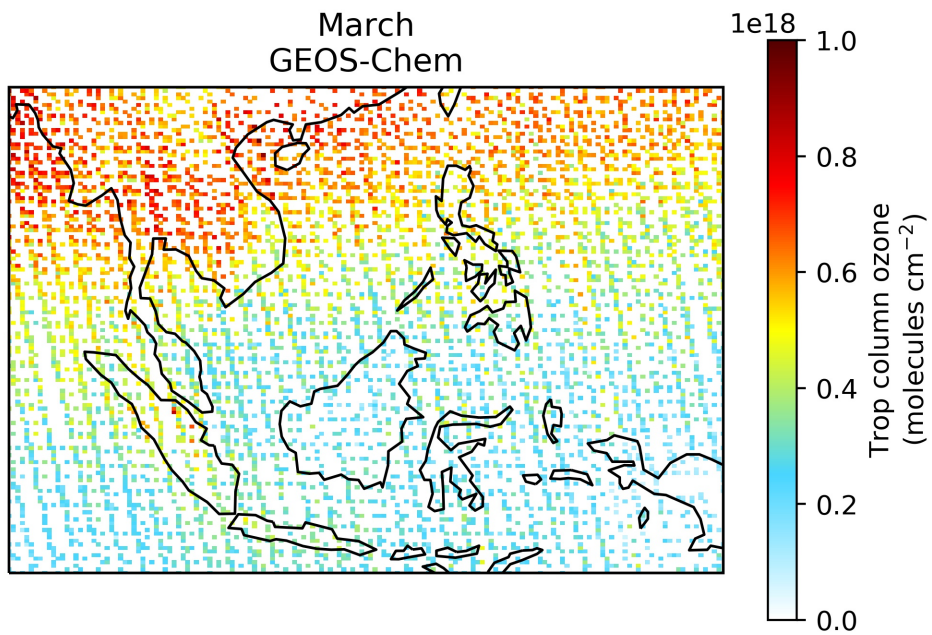 March
GEOS-Chem
1e18
1.0
0.8
0.6
0.4
0.2
0.0
Trop column ozone
(molecules cm⁻²)